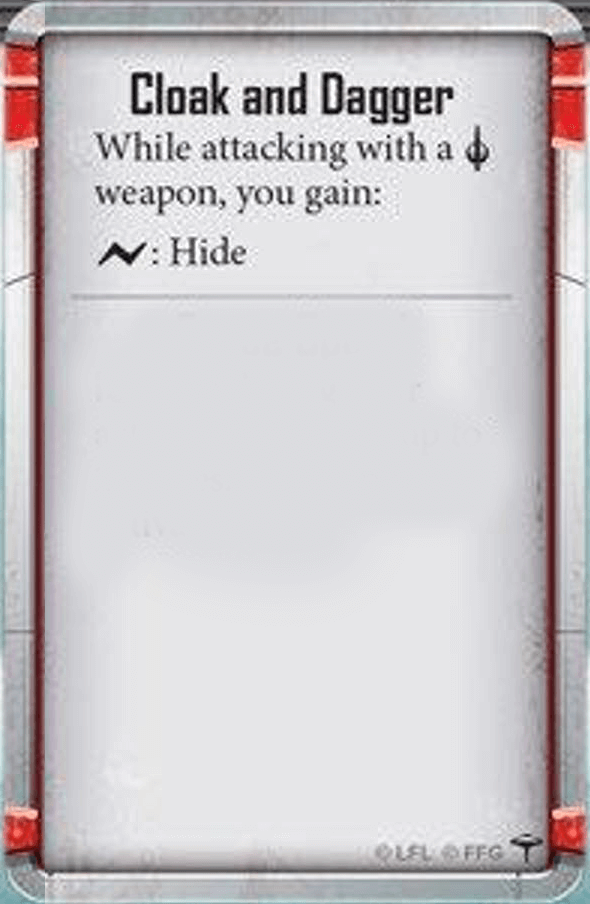 Cloak and Dagger
While attacking with a
weapon, you gain:
: Hide
© LFL © FFG